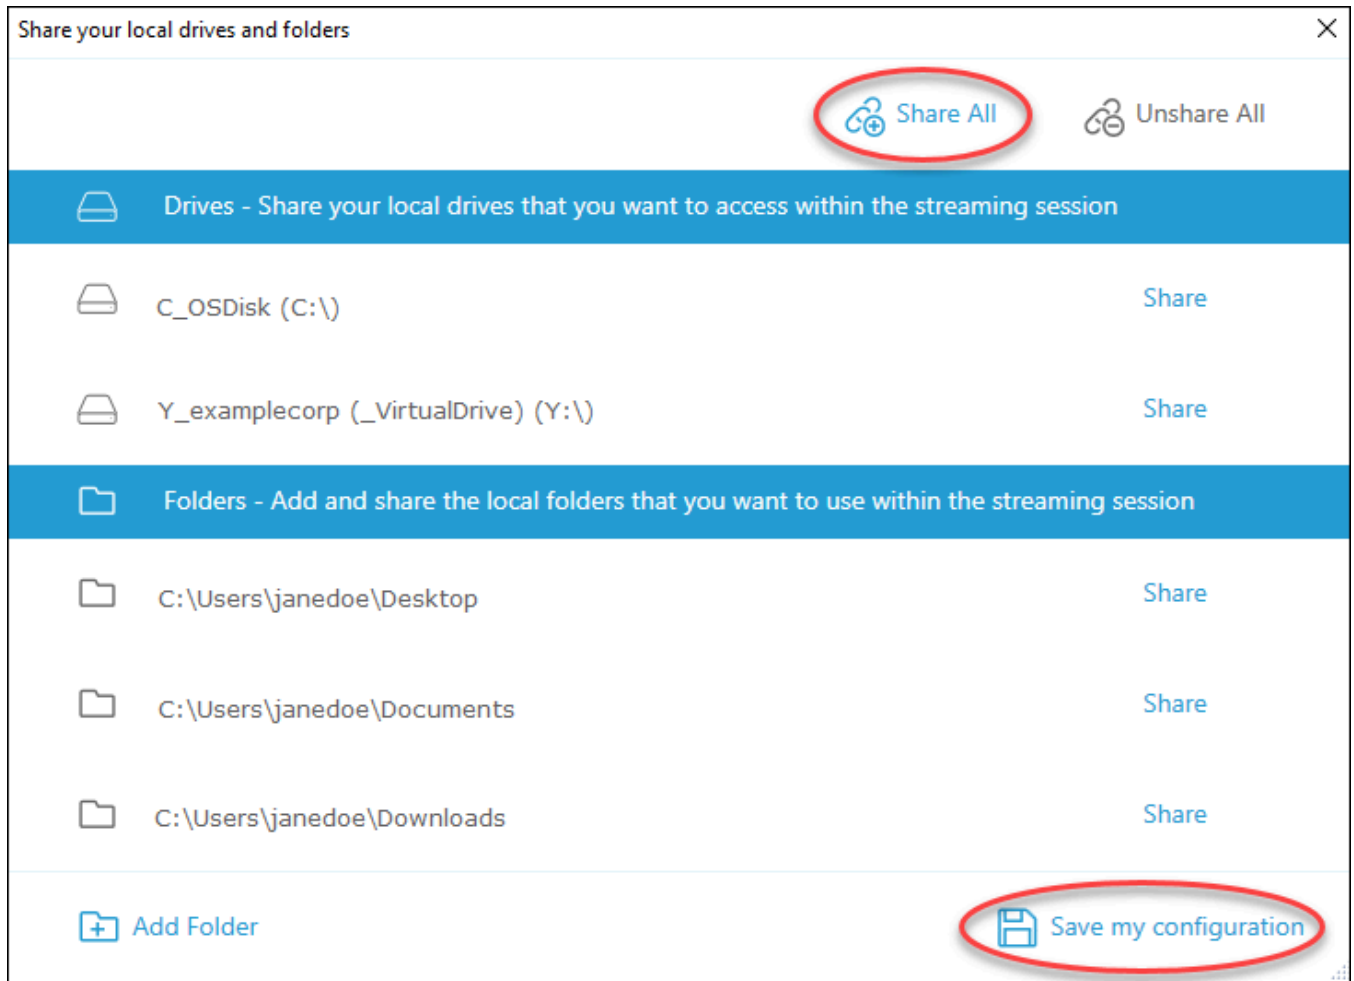 Share your local drives and folders
Share All
Unshare All
Drives - Share your local drives that you want to access within the streaming session
C_OSDisk (C:\)
Share
Y_examplecorp (_VirtualDrive) (Y:\)
Share
Folders - Add and share the local folders that you want to use within the streaming session
C:\Users\janedoe\Desktop
Share
C:\Users\janedoe\Documents
Share
C:\Users\janedoe\Downloads
Share
Add Folder
Save my configuration